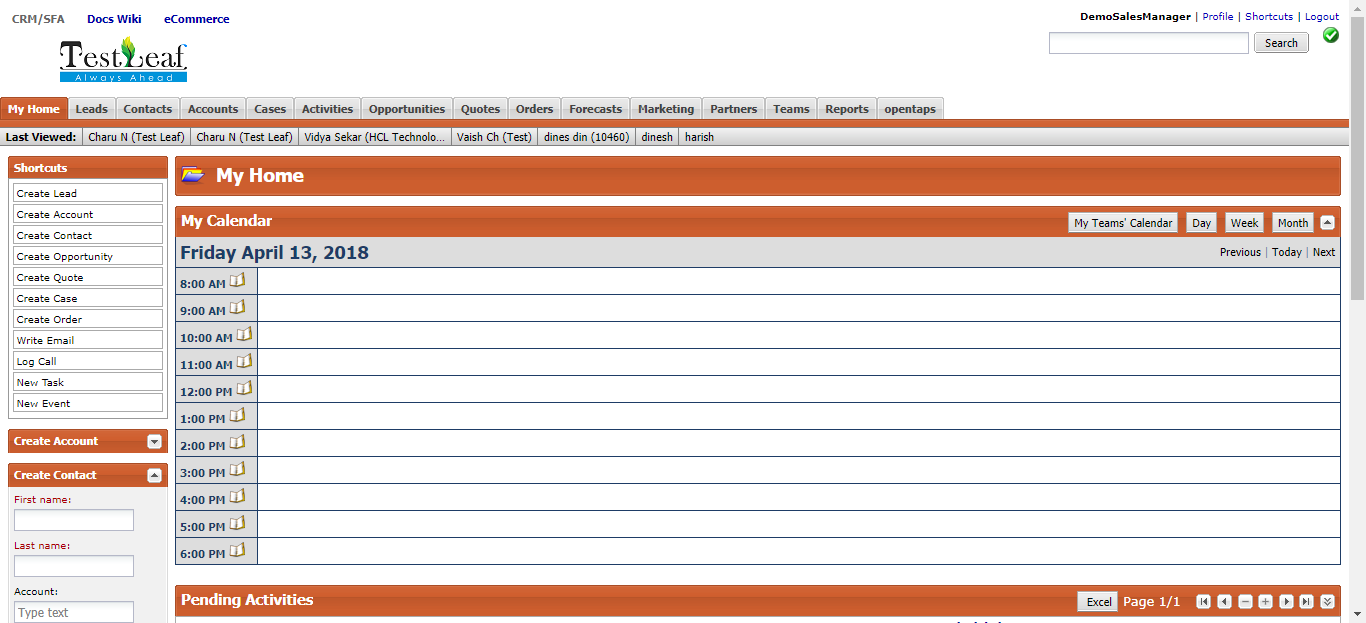 CRM/SFA Docs Wiki eCommerce
DemoSalesManager | Profile | Shortcuts | Logout
Search
TestLeaf
Always Ahead
My Home Leads Contacts Accounts Cases Activities Opportunities Quotes Orders Forecasts Marketing Partners Teams Reports opentaps
Last Viewed: Charu N (Test Leaf) Charu N (Test Leaf) Vidya Sekar (HCL Technolo... Vaish Ch (Test) dines din (10460) dinesh harish
Shortcuts
Create Lead
Create Account
Create Contact
Create Opportunity
Create Quote
Create Case
Create Order
Write Email
Log Call
New Task
New Event
Create Account
Create Contact
First name:
Last name:
Account:
Type text
My Home
My Calendar
My Teams' Calendar Day Week Month
Friday April 13, 2018
Previous | Today | Next
8:00 AM
9:00 AM
10:00 AM
11:00 AM
12:00 PM
1:00 PM
2:00 PM
3:00 PM
4:00 PM
5:00 PM
6:00 PM
Pending Activities
Excel Page 1/1